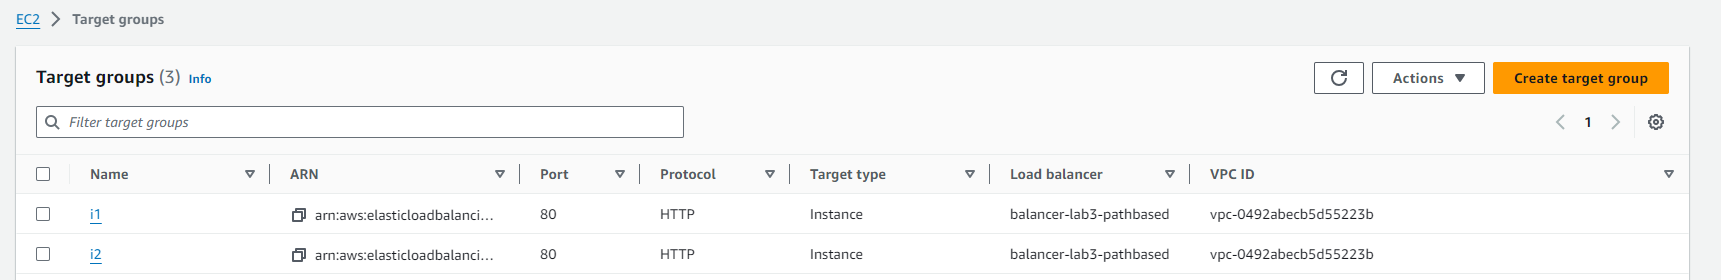 EC2 > Target groups
Target groups (3) Info
Actions
Create target group
Filter target groups
1
Name ARN Port Protocol Target type Load balancer VPC ID
i1 arn:aws:elasticloadbalanci... 80 HTTP Instance balancer-lab3-pathbased vpc-0492abecb5d55223b
i2 arn:aws:elasticloadbalanci... 80 HTTP Instance balancer-lab3-pathbased vpc-0492abecb5d55223b